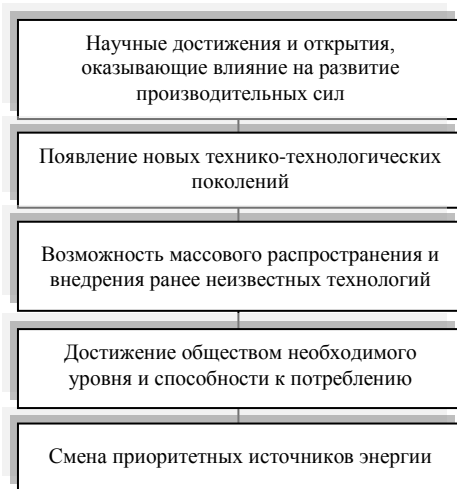 Научные достижения и открытия,
оказывающие влияние на развитие
производительных сил
Появление новых технико-технологических
поколений
Возможность массового распространения и
внедрения ранее неизвестных технологий
Достижение обществом необходимого
уровня и способности к потреблению
Смена приоритетных источников энергии